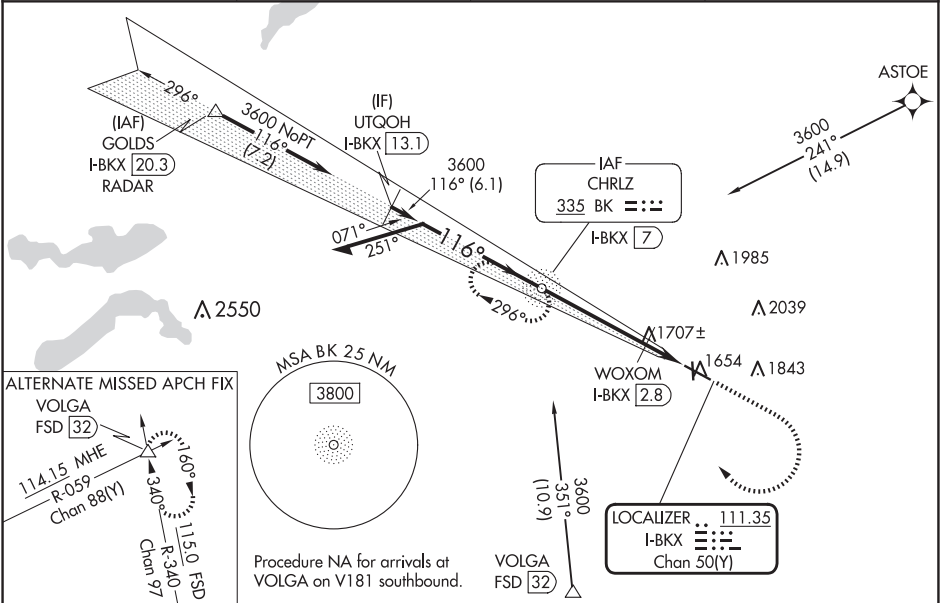 296°
(IAF)
GOLDS
I-BKX 20.3
RADAR
3600 NoPT
116°
(7.2)
(IF)
UTQOH
I-BKX 13.1
3600
116° (6.1)
071°
251°
116°
296°
IAF
CHRLZ
335 BK
I-BKX 7
ASTOE
3600
241°
(14.9)
1985
2550
2039
1707±
1654
1843
WOXOM
I-BKX 2.8
MSA BK 25 NM
3800
ALTERNATE MISSED APCH FIX
VOLGA
FSD 32
114.15 MHE
R-059
Chan 88(Y)
160°
340°
115.0 FSD
R-340
Chan 97
Procedure NA for arrivals at
VOLGA on V181 southbound.
3600
351°
(10.9)
VOLGA
FSD 32
LOCALIZER 111.35
I-BKX
Chan 50(Y)